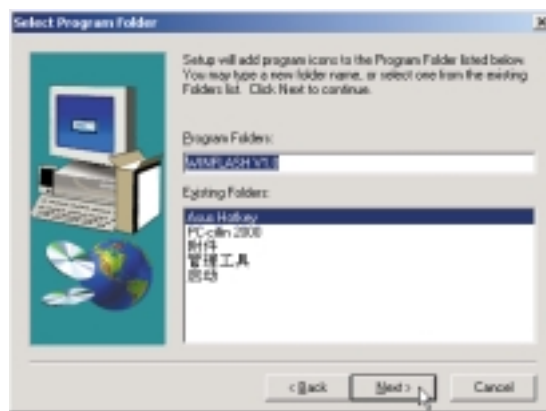 Select Program Folder
Setup will add program icons to the Program Folder listed below.
You may type a new folder name, or select one from the existing
Folders list. Click Next to continue.
Program Folders:
WINFLASH V1.0
Existing Folders:
Asus Hotkey
PC-cillin 2000
附件
管理工具
启动
< Back
Next >
Cancel